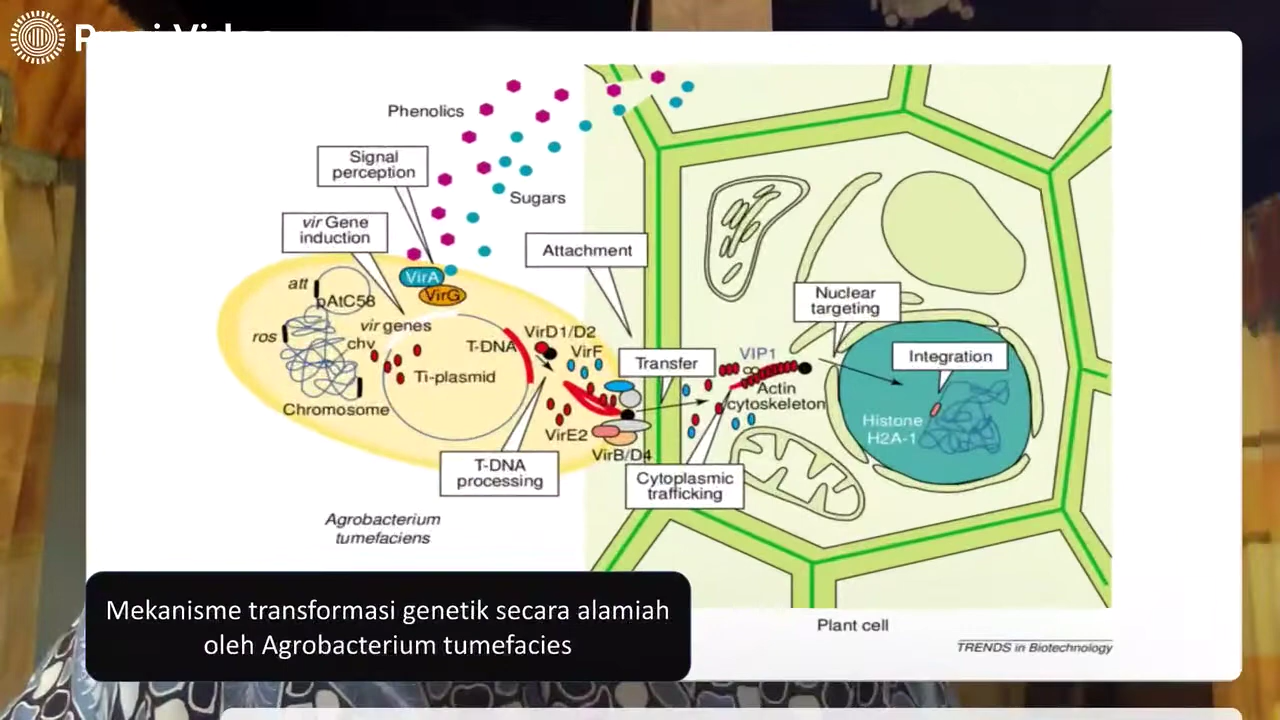 Phenolics
Signal
perception
Sugars
vir Gene
induction
Attachment
VirA
VirG
att
pAtC58
Nuclear
targeting
vir genes
VirD1/D2
ros
chv
T-DNA
VirF
VIP1
Integration
Transfer
Ti-plasmid
Actin
cytoskeleton
Chromosome
Histone
H2A-1
VirE2
VirB/D4
T-DNA
processing
Cytoplasmic
trafficking
Agrobacterium
tumefaciens
Mekanisme transformasi genetik secara alamiah
oleh Agrobacterium tumefacies
Plant cell
TRENDS in Biotechnology